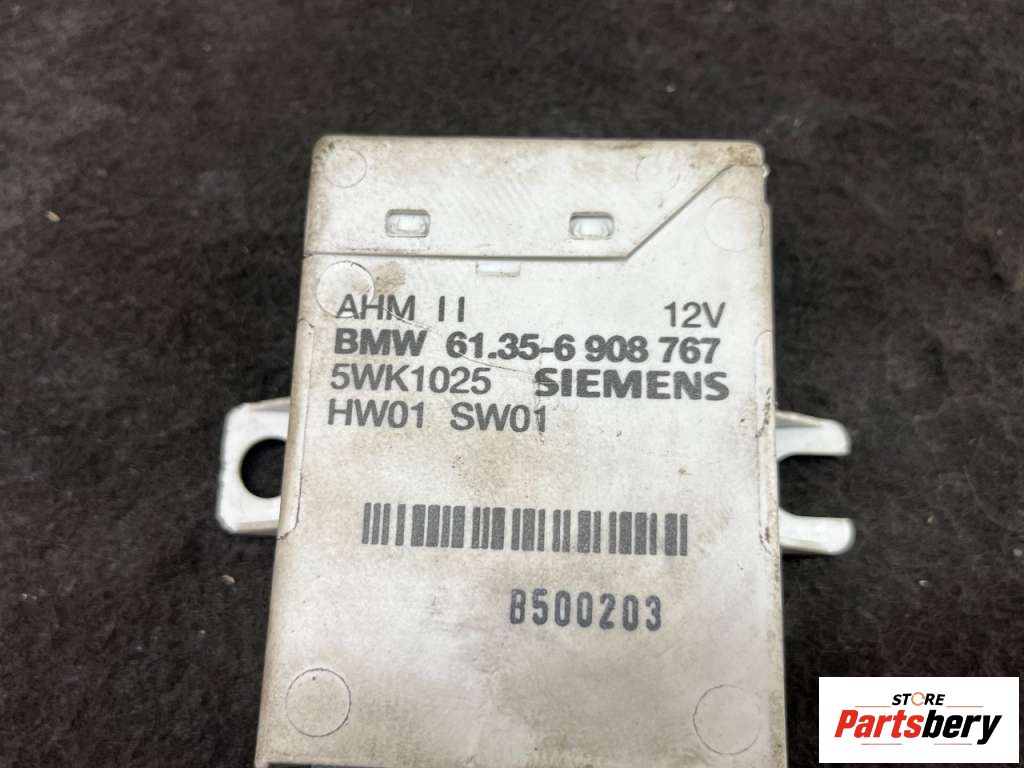 AHM II 12V
BMW 61.35-6 908 767
5WK1025 SIEMENS
HW01 SW01
B500203
STORE
Partsbery